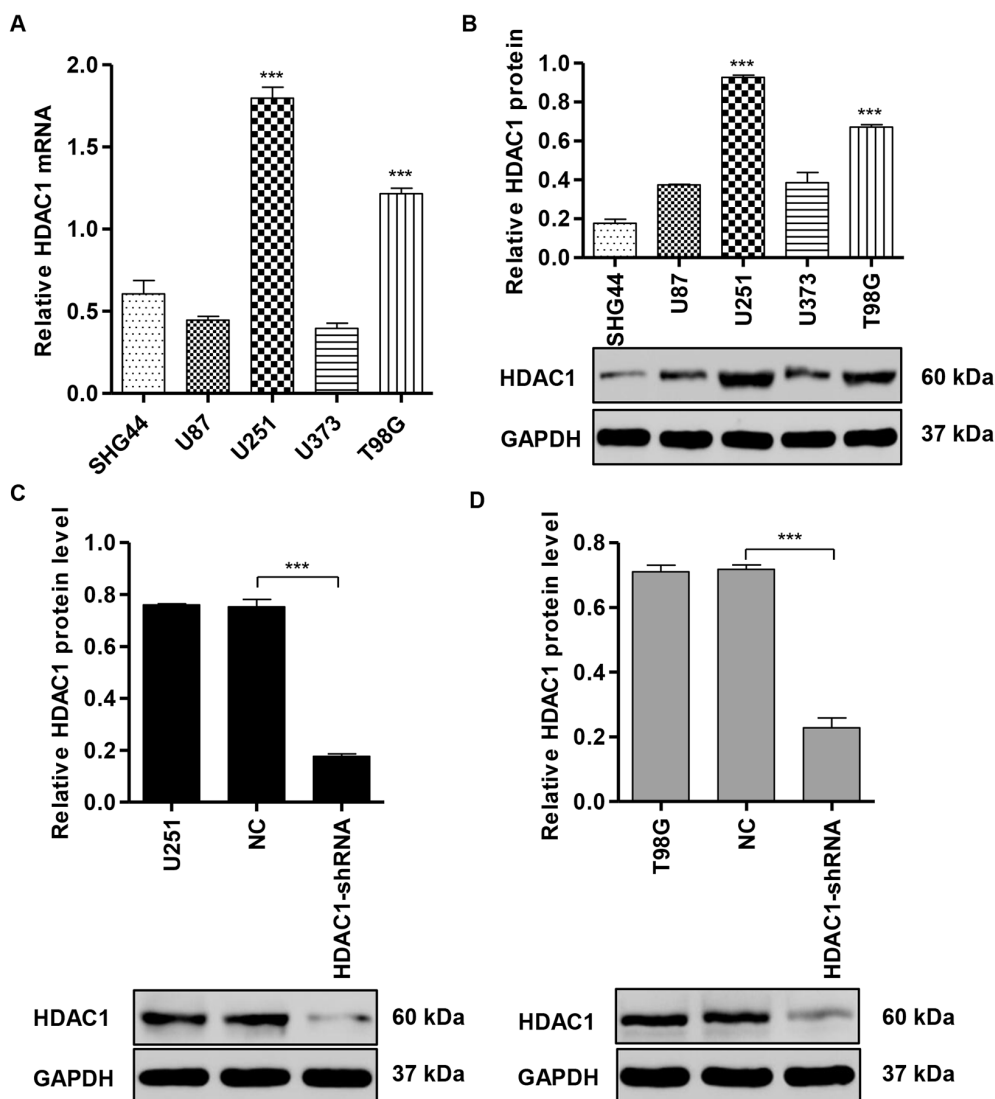 A
Relative HDAC1 mRNA
2.0
1.5
1.0
0.5
0.0
***
***
SHG44
U87
U251
U373
T98G
B
Relative HDAC1 protein
1.0
0.8
0.6
0.4
0.2
0.0
***
***
SHG44
U87
U251
U373
T98G
HDAC1
60 kDa
GAPDH
37 kDa
C
Relative HDAC1 protein level
1.0
0.8
0.6
0.4
0.2
0.0
***
U251
NC
HDAC1-shRNA
HDAC1
60 kDa
GAPDH
37 kDa
D
Relative HDAC1 protein level
0.8
0.6
0.4
0.2
0.0
***
T98G
NC
HDAC1-shRNA
HDAC1
60 kDa
GAPDH
37 kDa